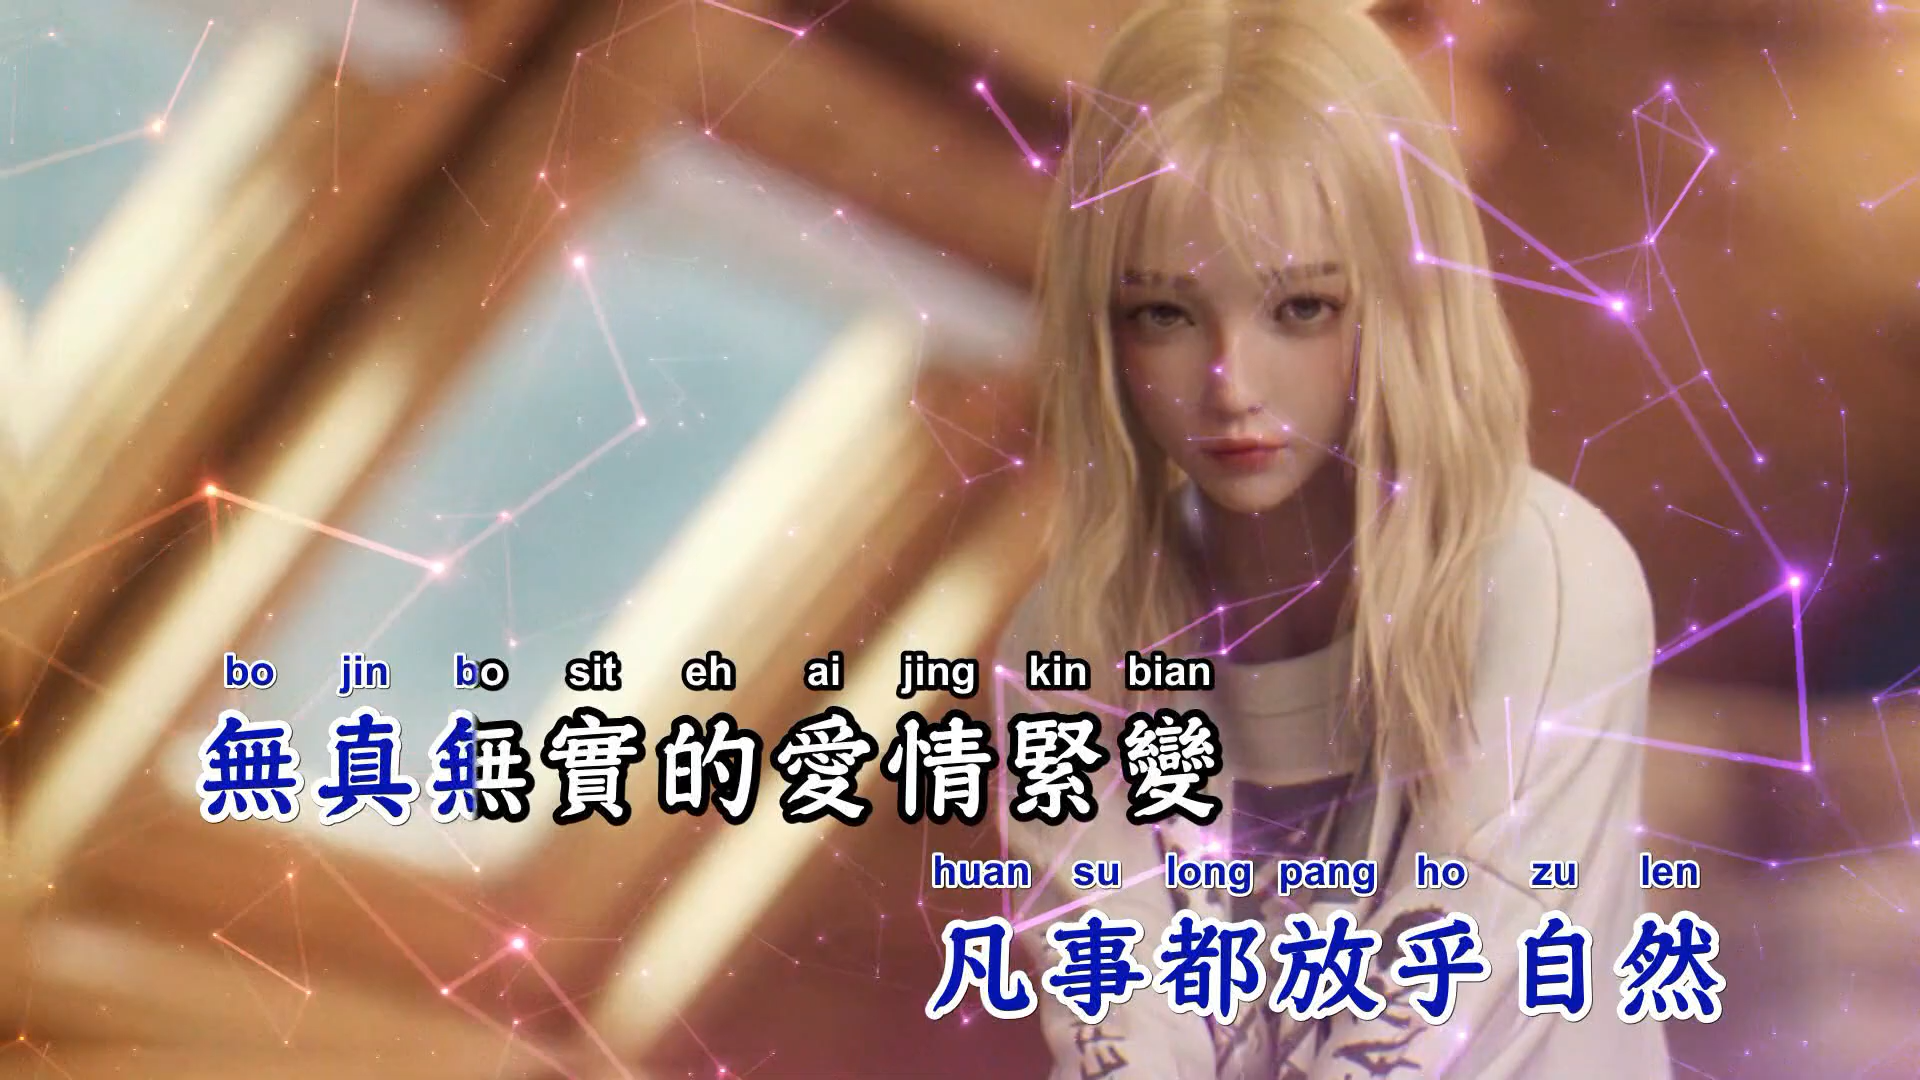 bo jin bo sit eh ai jing kin bian
無真無實的愛情緊變
huan su long pang ho zu len
凡事都放乎自然